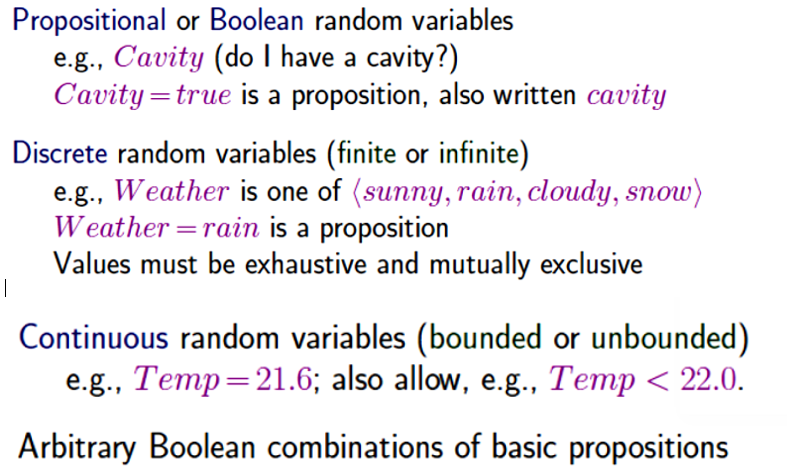 Propositional or Boolean random variables
e.g., Cavity (do I have a cavity?)
Cavity = true is a proposition, also written cavity
Discrete random variables (finite or infinite)
e.g., Weather is one of ⟨sunny, rain, cloudy, snow⟩
Weather = rain is a proposition
Values must be exhaustive and mutually exclusive
Continuous random variables (bounded or unbounded)
e.g., Temp = 21.6; also allow, e.g., Temp < 22.0.
Arbitrary Boolean combinations of basic propositions